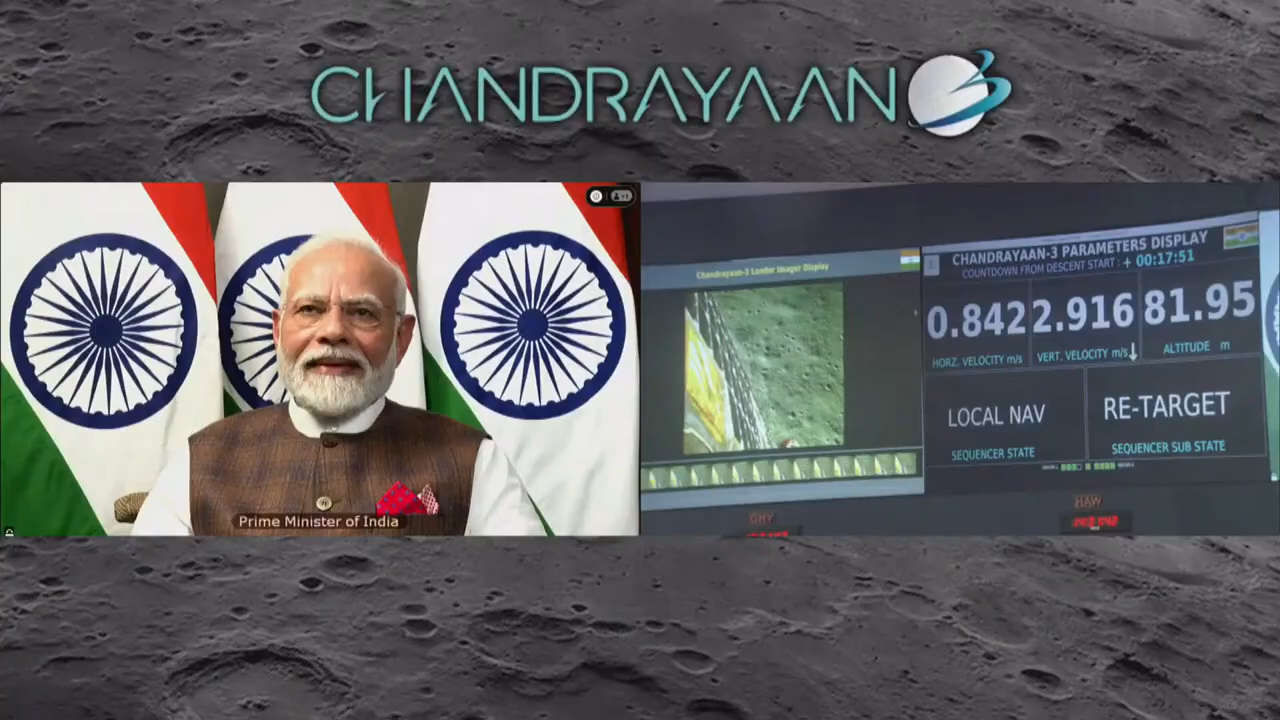 CHANDRAYAAN3
Prime Minister of India
Chandrayaan-3 Lander Imager Display
CHANDRAYAAN-3 PARAMETERS DISPLAY
COUNTDOWN FROM DESCENT START : + 00:17:51
0.842 2.916 81.95
HORZ. VELOCITY m/s VERT. VELOCITY m/s ALTITUDE m
LOCAL NAV RE-TARGET
SEQUENCER STATE SEQUENCER SUB STATE